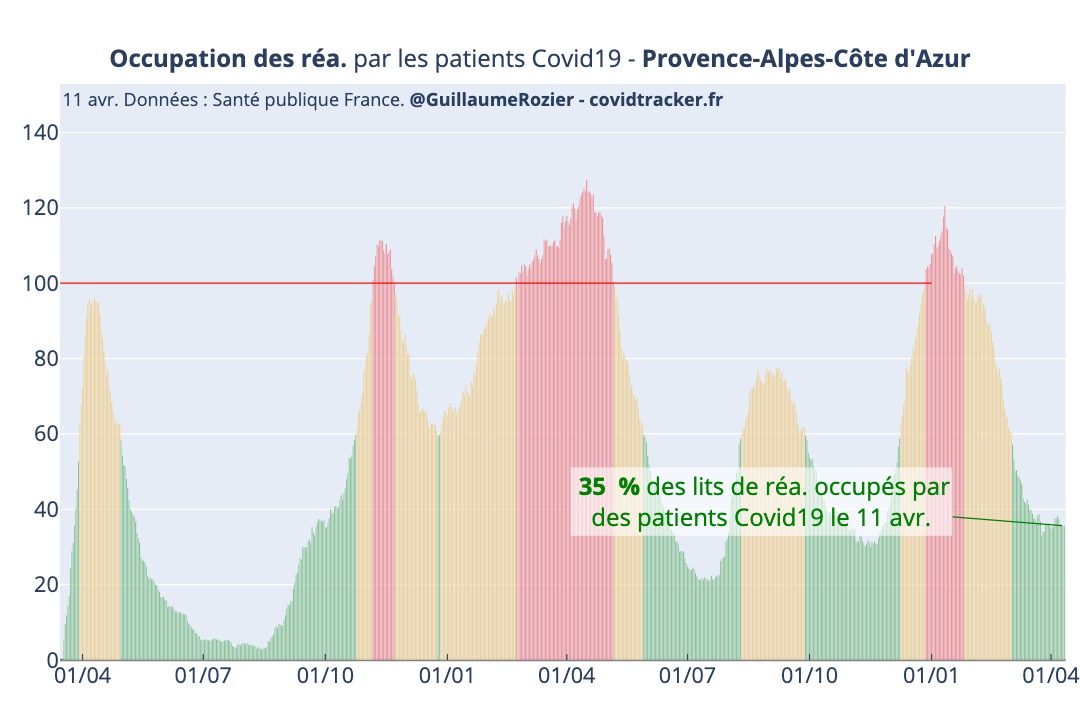 Occupation des réa. par les patients Covid19 - Provence-Alpes-Côte d'Azur
11 avr. Données : Santé publique France. @GuillaumeRozier - covidtracker.fr
140
120
100
80
60
40
20
0
35 % des lits de réa. occupés par
des patients Covid19 le 11 avr.
01/04 01/07 01/10 01/01 01/04 01/07 01/10 01/01 01/04